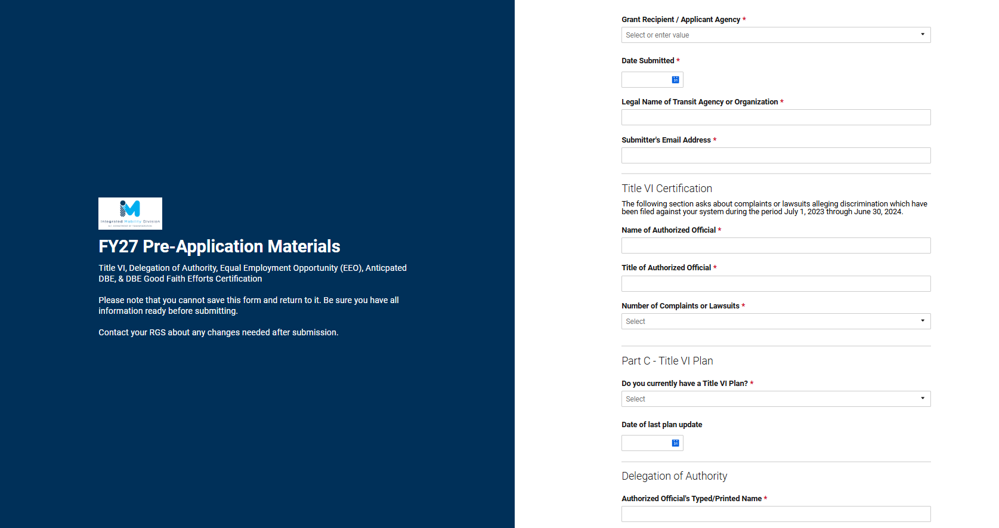 iM
Integrated Mobility Division
N.C. DEPARTMENT OF TRANSPORTATION
FY27 Pre-Application Materials
Title VI, Delegation of Authority, Equal Employment Opportunity (EEO), Anticpated
DBE, & DBE Good Faith Efforts Certification
Please note that you cannot save this form and return to it. Be sure you have all
information ready before submitting.
Contact your RGS about any changes needed after submission.
Grant Recipient / Applicant Agency *
Select or enter value
Date Submitted *
31
Legal Name of Transit Agency or Organization *
Submitter's Email Address *
Title VI Certification
The following section asks about complaints or lawsuits alleging discrimination which have
been filed against your system during the period July 1, 2023 through June 30, 2024.
Name of Authorized Official *
Title of Authorized Official *
Number of Complaints or Lawsuits *
Select
Part C - Title VI Plan
Do you currently have a Title VI Plan? *
Select
Date of last plan update
31
Delegation of Authority
Authorized Official's Typed/Printed Name *